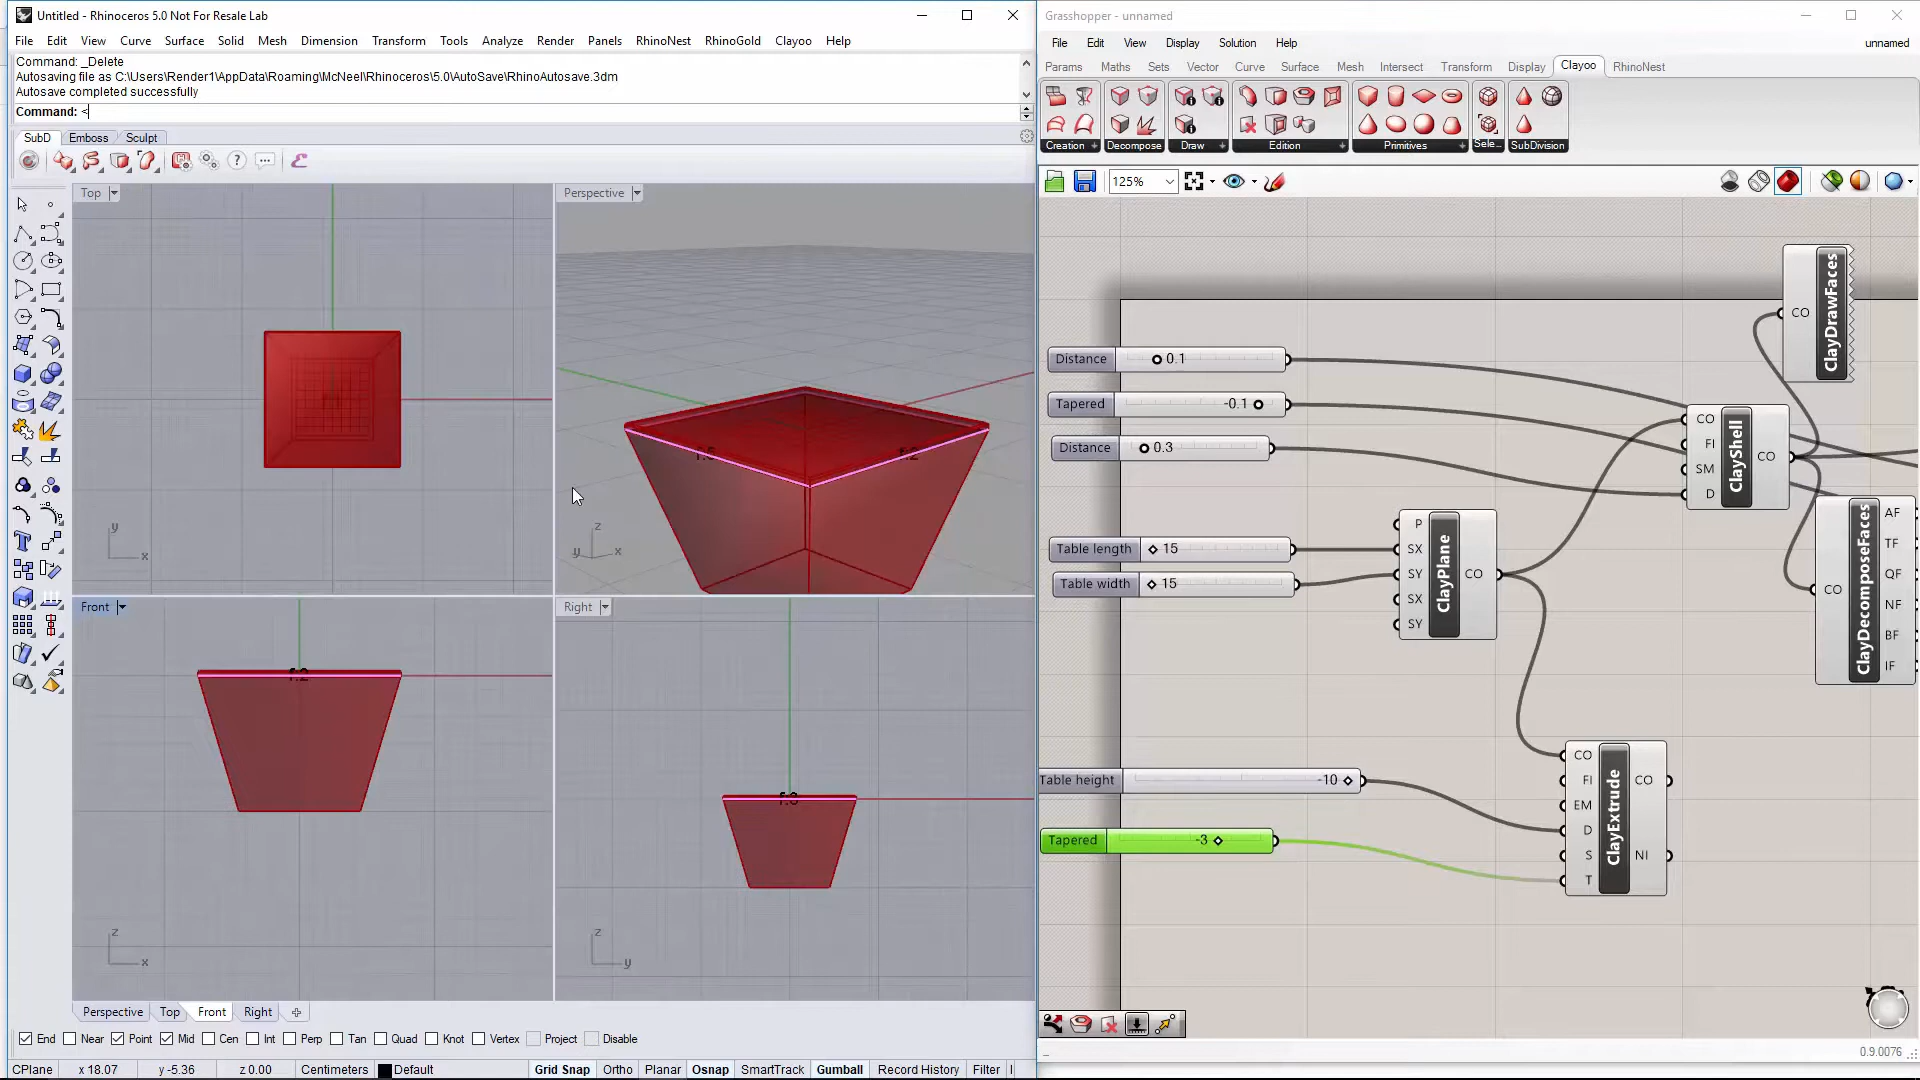 Untitled - Rhinoceros 5.0 Not For Resale Lab
File Edit View Curve Surface Solid Mesh Dimension Transform Tools Analyze Render Panels RhinoNest RhinoGold Clayoo Help
Command: _Delete
Autosaving file as C:\Users\Render1\AppData\Roaming\McNeel\Rhinoceros\5.0\AutoSave\RhinoAutosave.3dm
Autosave completed successfully
Command: <
SubD Emboss Sculpt
Top
Perspective
y
x
z
y x
f:2
Front
Right
f:2
z
x
z
y
Perspective Top Front Right
End Near Point Mid Cen Int Perp Tan Quad Knot Vertex Project Disable
CPlane x 18.07 y -5.36 z 0.00 Centimeters Default Grid Snap Ortho Planar Osnap SmartTrack Gumball Record History Filter
Grasshopper - unnamed
File Edit View Display Solution Help unnamed
Params Maths Sets Vector Curve Surface Mesh Intersect Transform Display Clayoo RhinoNest
Creation Decompose Draw Edition Primitives Sele... SubDivision
125%
CO ClayDrawFaces
Distance 0.1
Tapered -0.1
Distance 0.3
CO FI SM D ClayShell CO
Table length 15
Table width 15
P SX SY SX SY ClayPlane CO
CO ClayDecomposeFaces AF TF QF NF BF IF
Table height -10
Tapered -3
CO FI EM D S T ClayExtrude CO NI
0.9.0076